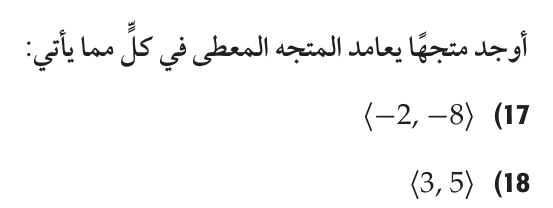 أوجد متجهًا يعامد المتجه المعطى في كلٍّ مما يأتي:
17) ⟨−2, −8⟩
18) ⟨3, 5⟩